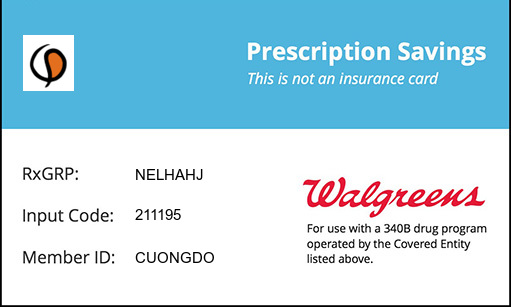 Prescription Savings
This is not an insurance card
RxGRP: NELHAHJ
Input Code: 211195
Member ID: CUONGDO
Walgreens
For use with a 340B drug program
operated by the Covered Entity
listed above.